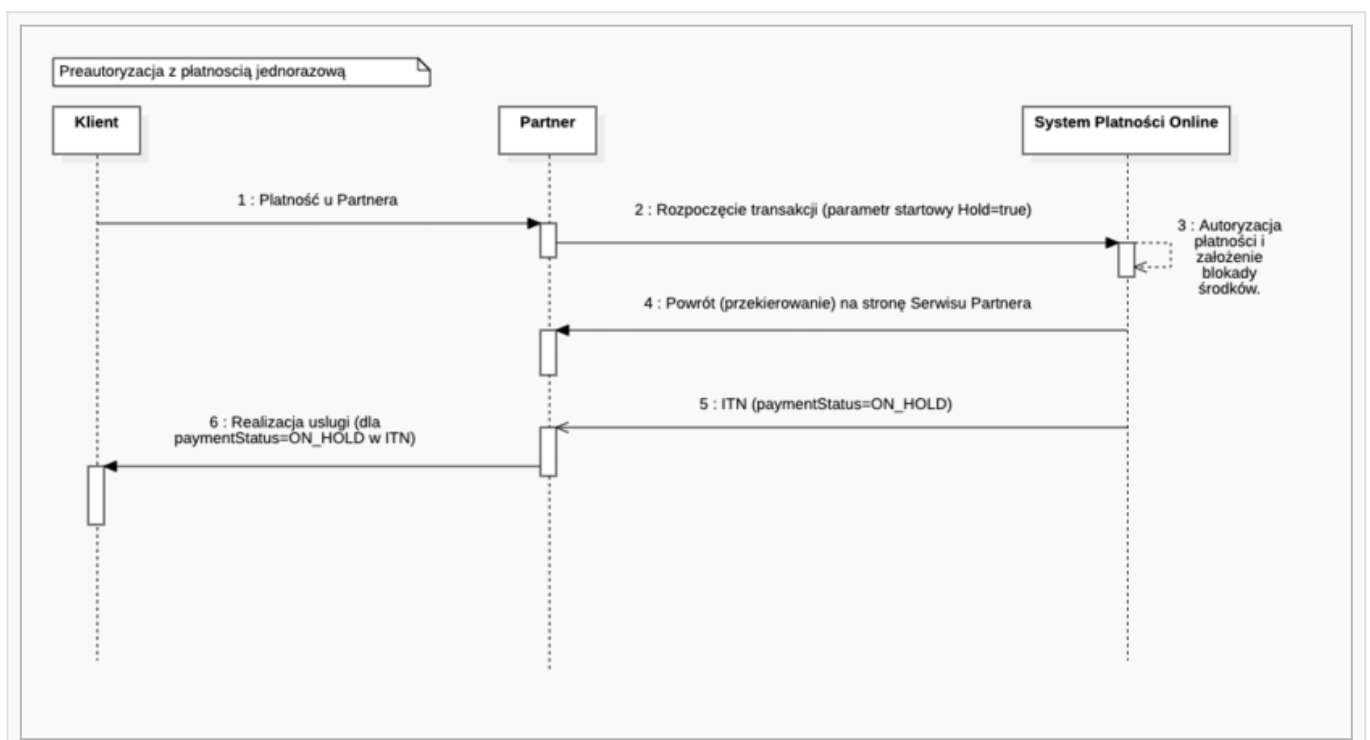 Preautoryzacja z płatnoscią jednorazową
Klient
Partner
System Płatności Online
1 : Płatność u Partnera
2 : Rozpoczęcie transakcji (parametr startowy Hold=true)
3 : Autoryzacja
płatności i
założenie
blokady
środków.
4 : Powrót (przekierowanie) na stronę Serwisu Partnera
5 : ITN (paymentStatus=ON_HOLD)
6 : Realizacja usługi (dla
paymentStatus=ON_HOLD w ITN)